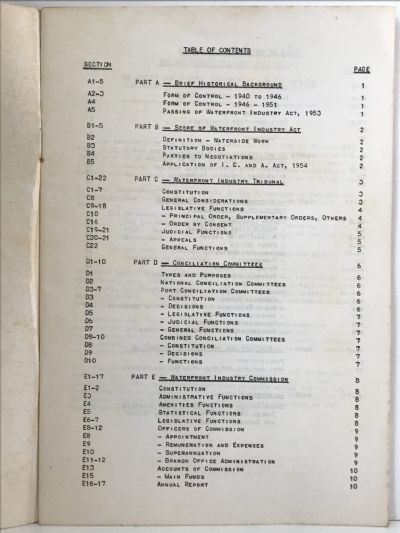 TABLE OF CONTENTS
SECTION PAGE
A1-5 PART A — BRIEF HISTORICAL BACKGROUND 1
A2-3 FORM OF CONTROL - 1940 TO 1946 1
A4 FORM OF CONTROL - 1946 - 1951 1
A5 PASSING OF WATERFRONT INDUSTRY ACT, 1953 1
B1-5 PART B — SCOPE OF WATERFRONT INDUSTRY ACT 2
B2 DEFINITION - WATERSIDE WORK 2
B3 STATUTORY BODIES 2
B4 PARTIES TO NEGOTIATIONS 2
B5 APPLICATION OF I. C. AND A. ACT, 1954 2
C1-22 PART C — WATERFRONT INDUSTRY TRIBUNAL 3
C1-7 CONSTITUTION 3
C8 GENERAL CONSIDERATIONS 3
C9-18 LEGISLATIVE FUNCTIONS 4
C10 - PRINCIPAL ORDER, SUPPLEMENTARY ORDERS, OTHERS 4
C16 - ORDER BY CONSENT 4
C19-21 JUDICIAL FUNCTIONS 5
C20-21 - APPEALS 5
C22 GENERAL FUNCTIONS 5
D1-10 PART D — CONCILIATION COMMITTEES 6
D1 TYPES AND PURPOSES 6
D2 NATIONAL CONCILIATION COMMITTEES 6
D3-7 PORT CONCILIATION COMMITTEES 6
D3 - CONSTITUTION 6
D4 - DECISIONS 6
D5 - LEGISLATIVE FUNCTIONS 7
D6 - JUDICIAL FUNCTIONS 7
D7 - GENERAL FUNCTIONS 7
D8-10 COMBINED CONCILIATION COMMITTEES 7
D8 - CONSTITUTION 7
D9 - DECISIONS 7
D10 - FUNCTIONS 7
E1-17 PART E — WATERFRONT INDUSTRY COMMISSION 8
E1-2 CONSTITUTION 8
E3 ADMINISTRATIVE FUNCTIONS 8
E4 AMENITIES FUNCTIONS 8
E5 STATISTICAL FUNCTIONS 8
E6-7 LEGISLATIVE FUNCTIONS 8
E8-12 OFFICERS OF COMMISSION 9
E8 - APPOINTMENT 9
E9 - REMUNERATION AND EXPENSES 9
E10 - SUPERANNUATION 9
E11-12 - BRANCH OFFICE ADMINISTRATION 9
E13 ACCOUNTS OF COMMISSION 10
E15 - MAIN FUNDS 10
E16-17 ANNUAL REPORT 10